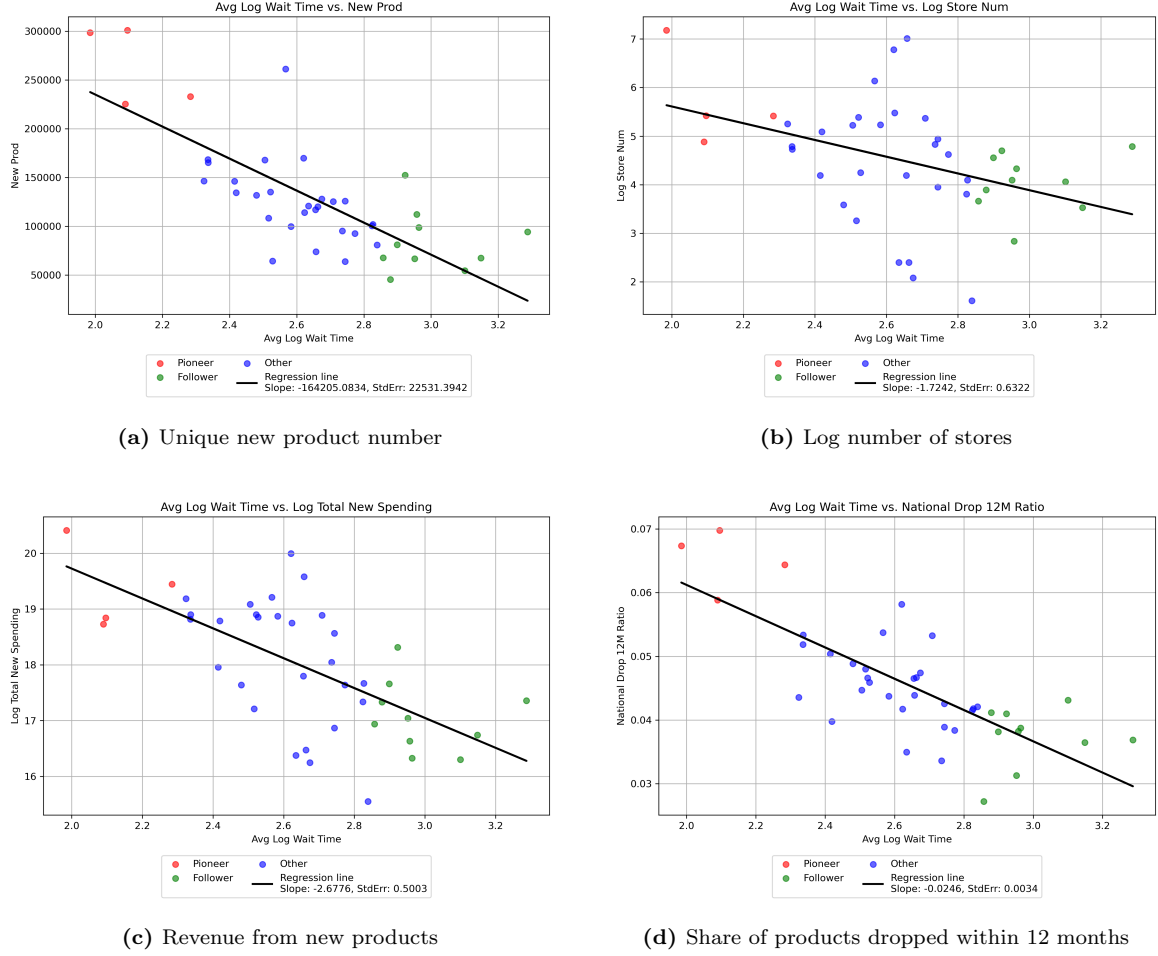 Avg Log Wait Time vs. New Prod
300000
250000
200000
150000
100000
50000
New Prod
2.0 2.2 2.4 2.6 2.8 3.0 3.2
Avg Log Wait Time
Pioneer Other
Follower Regression line
Slope: -164205.0834, StdErr: 22531.3942
(a) Unique new product number
Avg Log Wait Time vs. Log Store Num
7
6
5
4
3
2
Log Store Num
2.0 2.2 2.4 2.6 2.8 3.0 3.2
Avg Log Wait Time
Pioneer Other
Follower Regression line
Slope: -1.7242, StdErr: 0.6322
(b) Log number of stores
Avg Log Wait Time vs. Log Total New Spending
20
19
18
17
16
Log Total New Spending
2.0 2.2 2.4 2.6 2.8 3.0 3.2
Avg Log Wait Time
Pioneer Other
Follower Regression line
Slope: -2.6776, StdErr: 0.5003
(c) Revenue from new products
Avg Log Wait Time vs. National Drop 12M Ratio
0.07
0.06
0.05
0.04
0.03
National Drop 12M Ratio
2.0 2.2 2.4 2.6 2.8 3.0 3.2
Avg Log Wait Time
Pioneer Other
Follower Regression line
Slope: -0.0246, StdErr: 0.0034
(d) Share of products dropped within 12 months